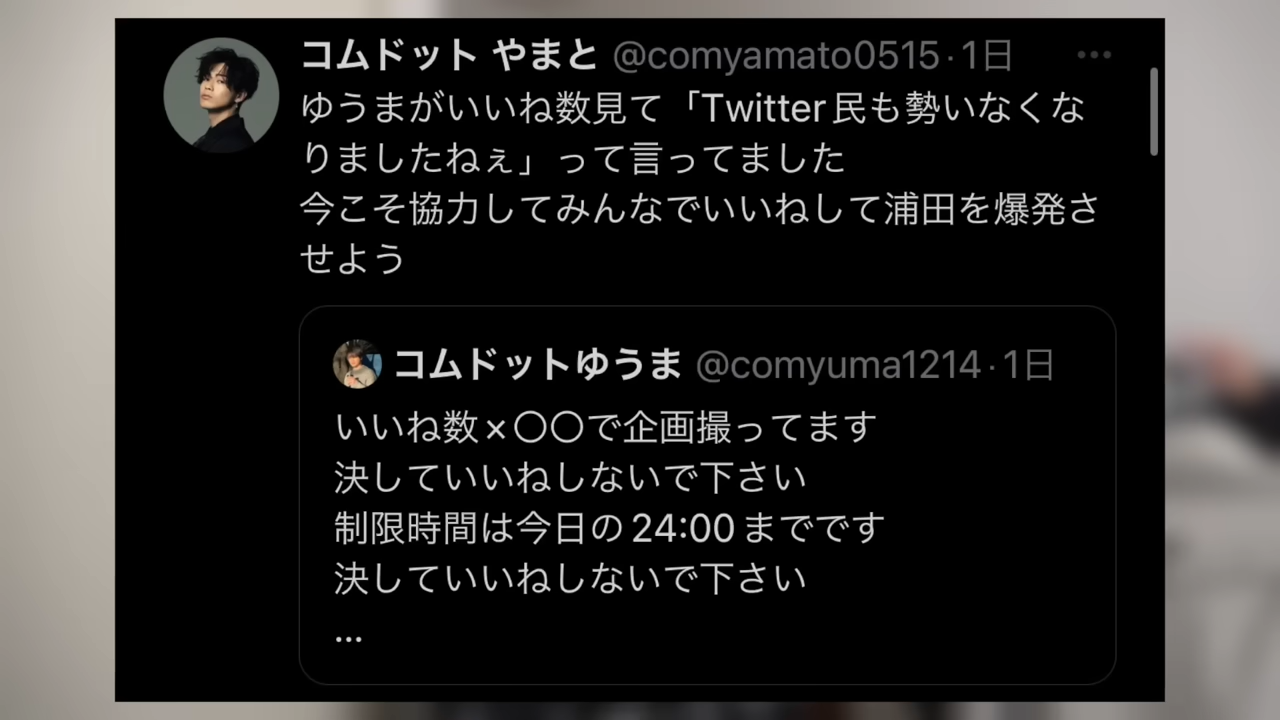 コムドット やまと @comyamato0515·1日
ゆうまがいいね数見て「Twitter民も勢いなくな
りましたねぇ」って言ってました
今こそ協力してみんなでいいねして浦田を爆発さ
せよう
コムドットゆうま @comyuma1214·1日
いいね数×〇〇で企画撮ってます
決していいねしないで下さい
制限時間は今日の24:00までです
決していいねしないで下さい
...